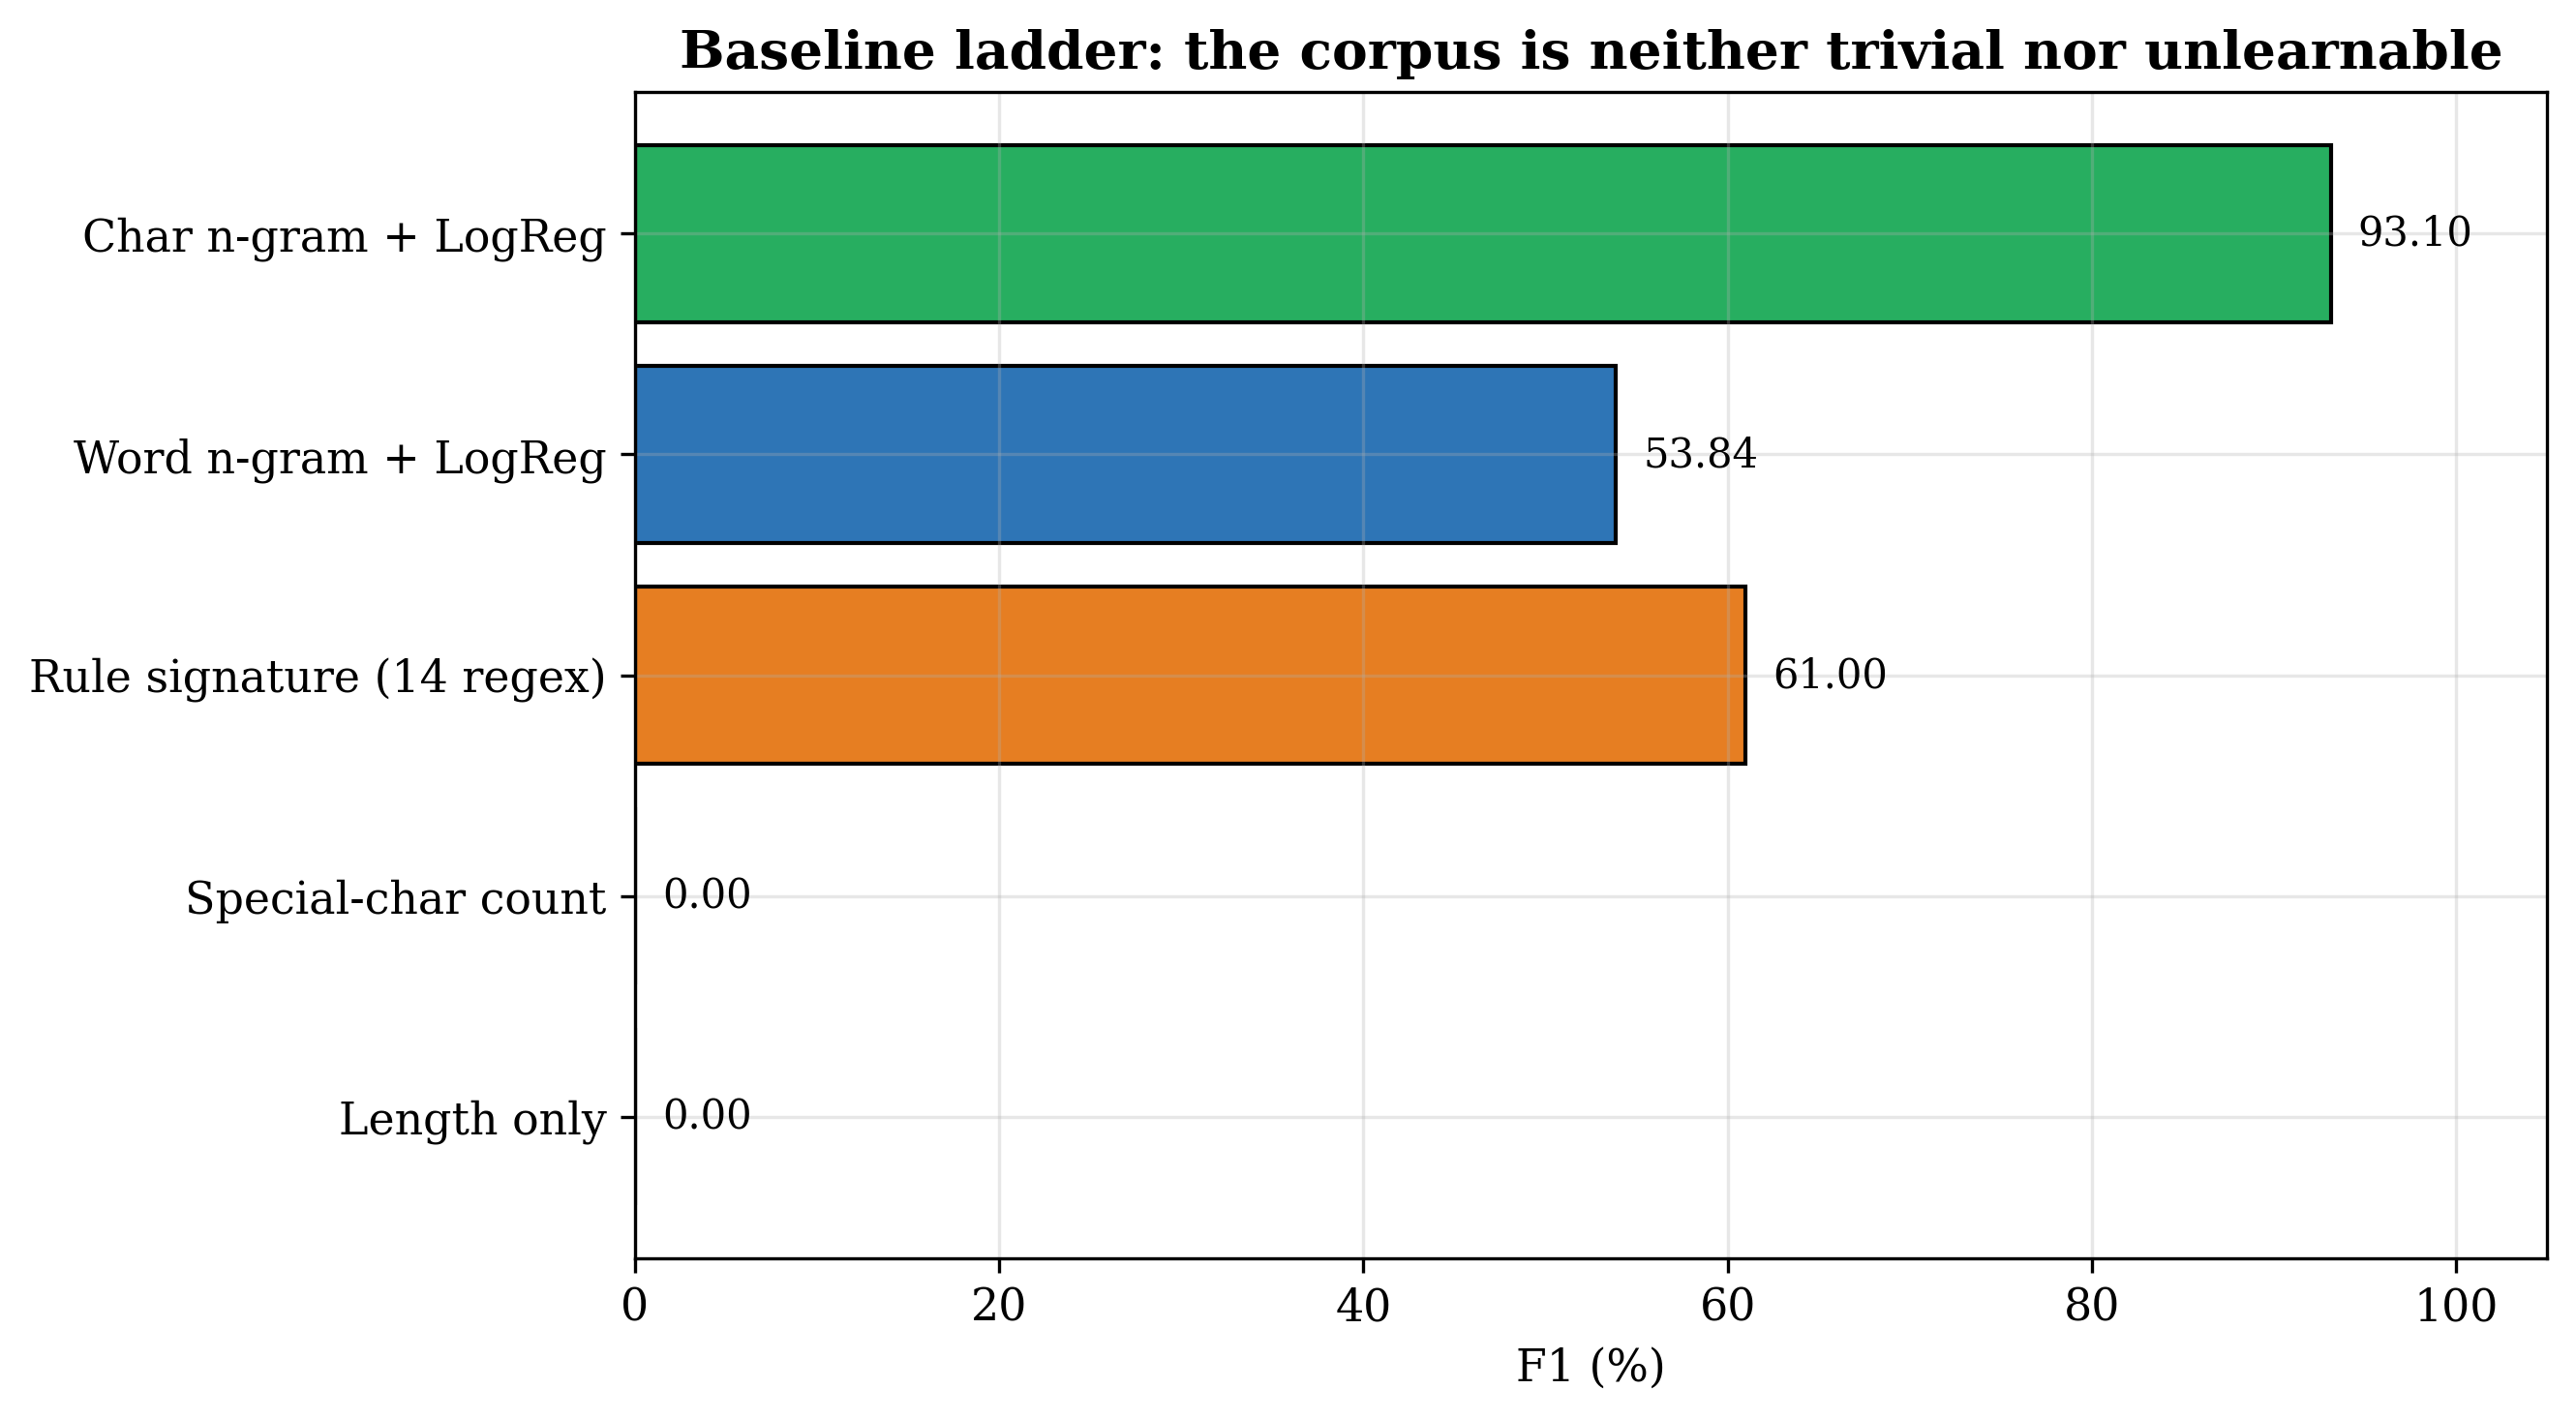 Baseline ladder: the corpus is neither trivial nor unlearnable
Char n-gram + LogReg
93.10
Word n-gram + LogReg
53.84
Rule signature (14 regex)
61.00
Special-char count
0.00
Length only
0.00
0 20 40 60 80 100
F1 (%)